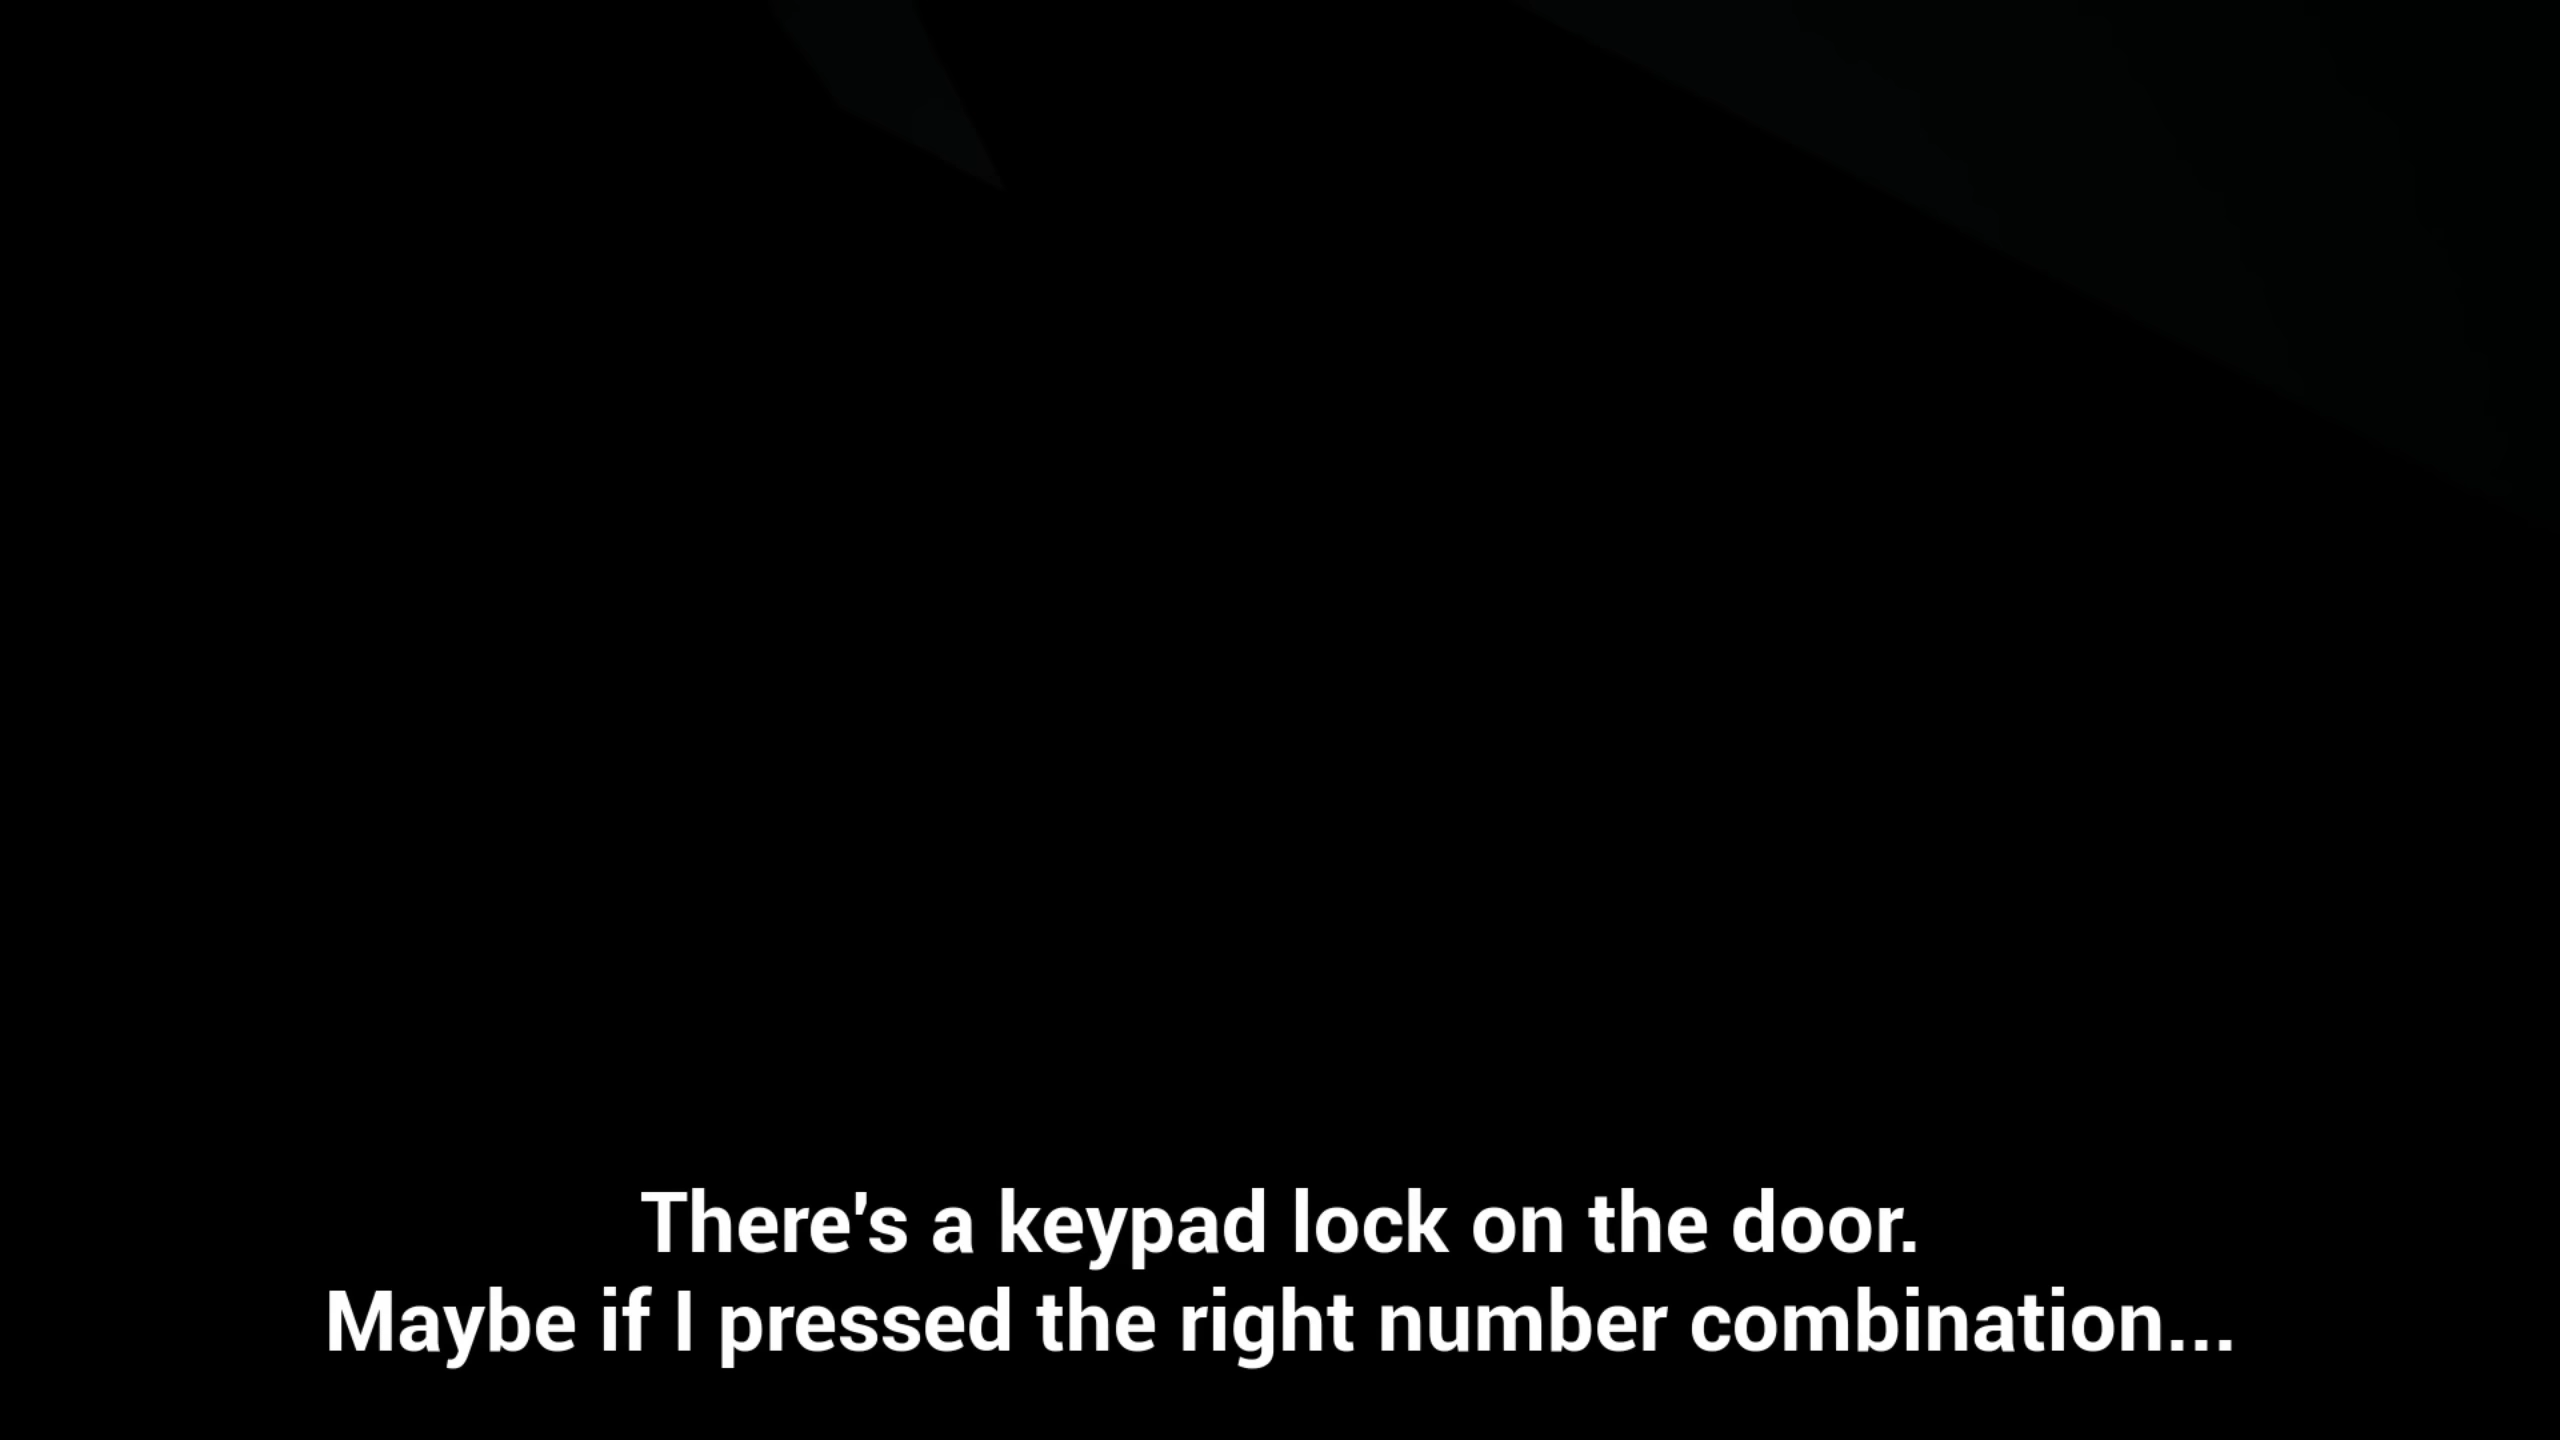 There's a keypad lock on the door.
Maybe if I pressed the right number combination...